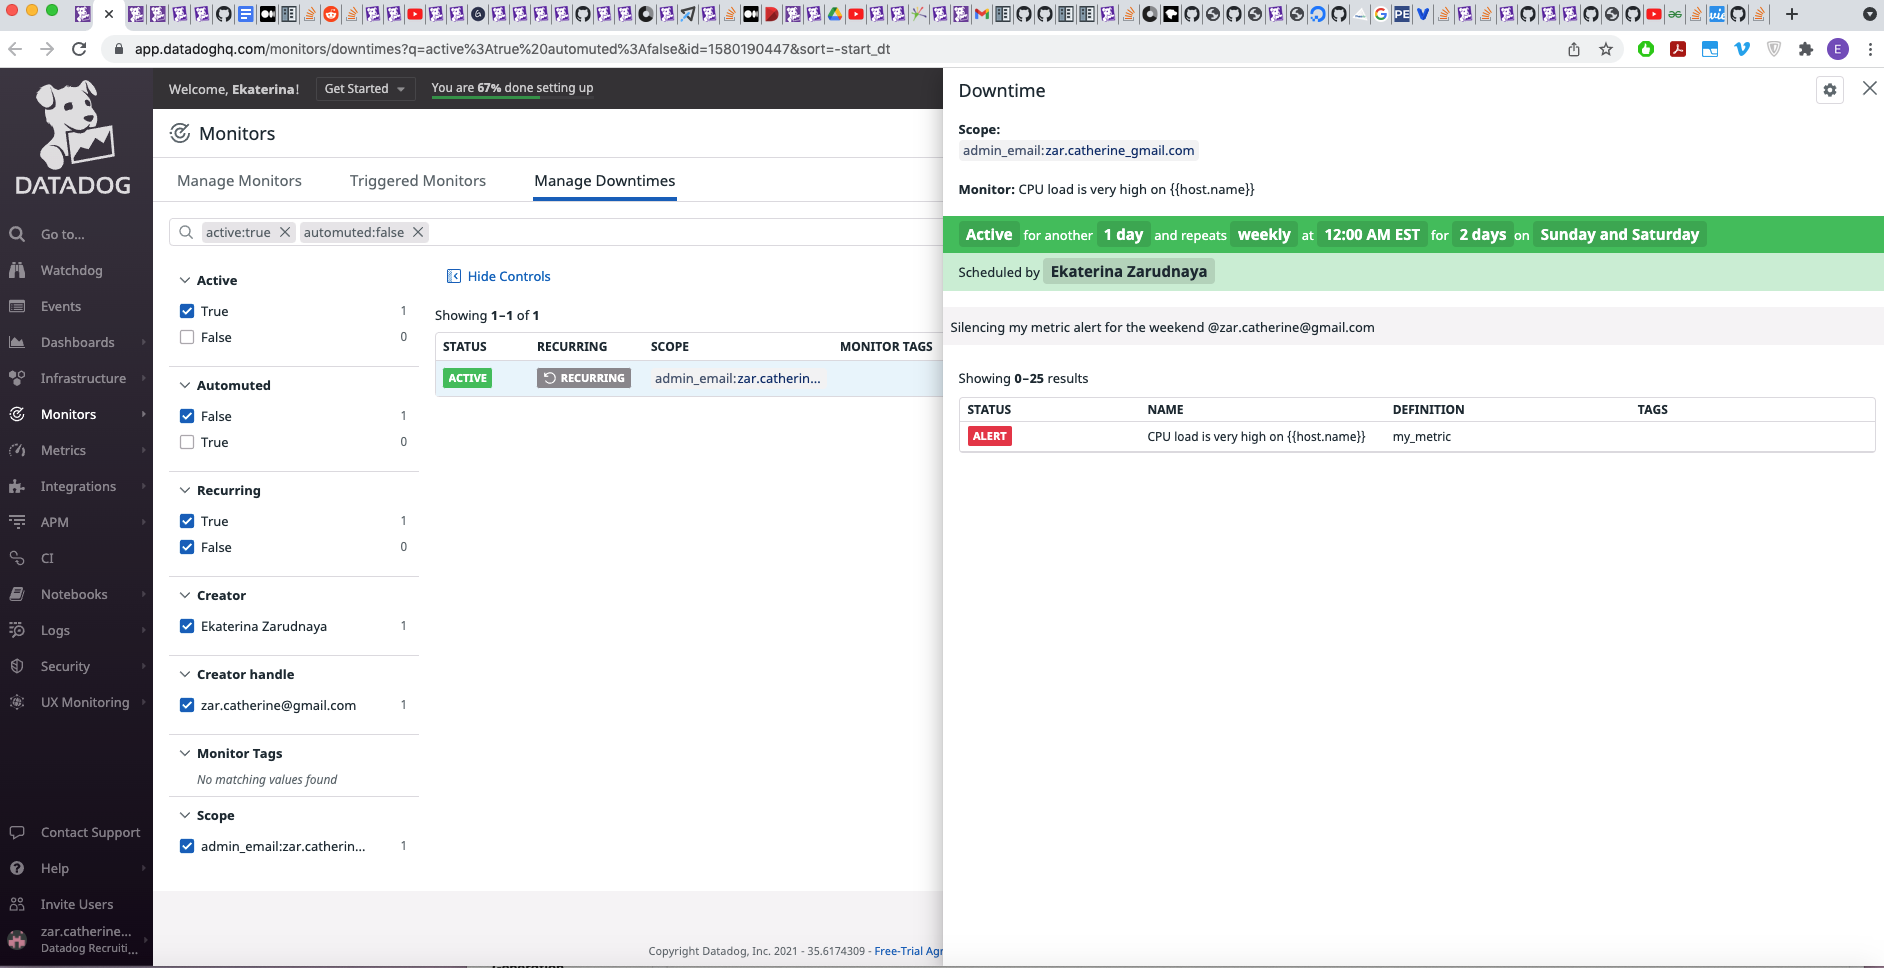 app.datadoghq.com/monitors/downtimes?q=active%3Atrue%20automuted%3Afalse&id=1580190447&sort=-start_dt
E
DATADOG
Go to...
Watchdog
Events
Dashboards
Infrastructure
Monitors
Metrics
Integrations
APM
CI
Notebooks
Logs
Security
UX Monitoring
Contact Support
Help
Invite Users
zar.catherine...
Datadog Recruiti...
Welcome, Ekaterina!
Get Started
You are 67% done setting up
Monitors
Manage Monitors
Triggered Monitors
Manage Downtimes
active:true
automuted:false
Active
True 1
False 0
Automuted
False 1
True 0
Recurring
True 1
False 0
Creator
Ekaterina Zarudnaya 1
Creator handle
zar.catherine@gmail.com 1
Monitor Tags
No matching values found
Scope
admin_email:zar.catherin... 1
Hide Controls
Showing 1–1 of 1
STATUS RECURRING SCOPE MONITOR TAGS
ACTIVE RECURRING admin_email:zar.catherin...
Copyright Datadog, Inc. 2021 - 35.6174309 - Free-Trial Agr
Downtime
Scope:
admin_email:zar.catherine_gmail.com
Monitor: CPU load is very high on {{host.name}}
Active for another 1 day and repeats weekly at 12:00 AM EST for 2 days on Sunday and Saturday
Scheduled by Ekaterina Zarudnaya
Silencing my metric alert for the weekend @zar.catherine@gmail.com
Showing 0–25 results
STATUS NAME DEFINITION TAGS
ALERT CPU load is very high on {{host.name}} my_metric